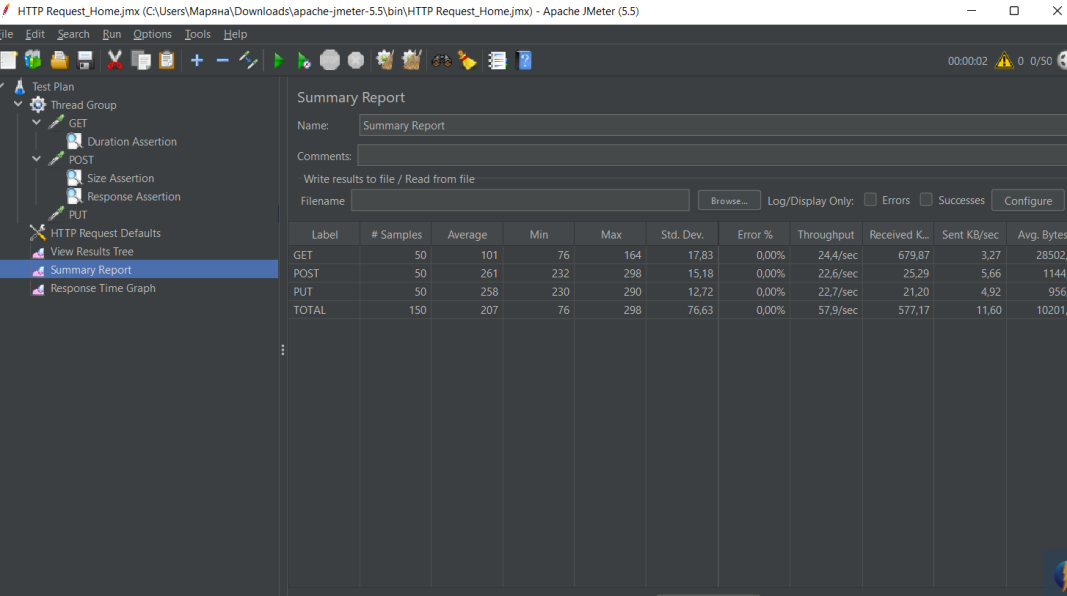 HTTP Request_Home.jmx (C:\Users\Маряна\Downloads\apache-jmeter-5.5\bin\HTTP Request_Home.jmx) - Apache JMeter (5.5)
ile Edit Search Run Options Tools Help
00:00:02 0 0/50
Test Plan
Thread Group
GET
Duration Assertion
POST
Size Assertion
Response Assertion
PUT
HTTP Request Defaults
View Results Tree
Summary Report
Response Time Graph
Summary Report
Name: Summary Report
Comments:
Write results to file / Read from file
Filename Browse... Log/Display Only: Errors Successes Configure
Label # Samples Average Min Max Std. Dev. Error % Throughput Received K... Sent KB/sec Avg. Bytes
GET 50 101 76 164 17,83 0,00% 24,4/sec 679,87 3,27 28502,
POST 50 261 232 298 15,18 0,00% 22,6/sec 25,29 5,66 1144
PUT 50 258 230 290 12,72 0,00% 22,7/sec 21,20 4,92 956
TOTAL 150 207 76 298 76,63 0,00% 57,9/sec 577,17 11,60 10201,